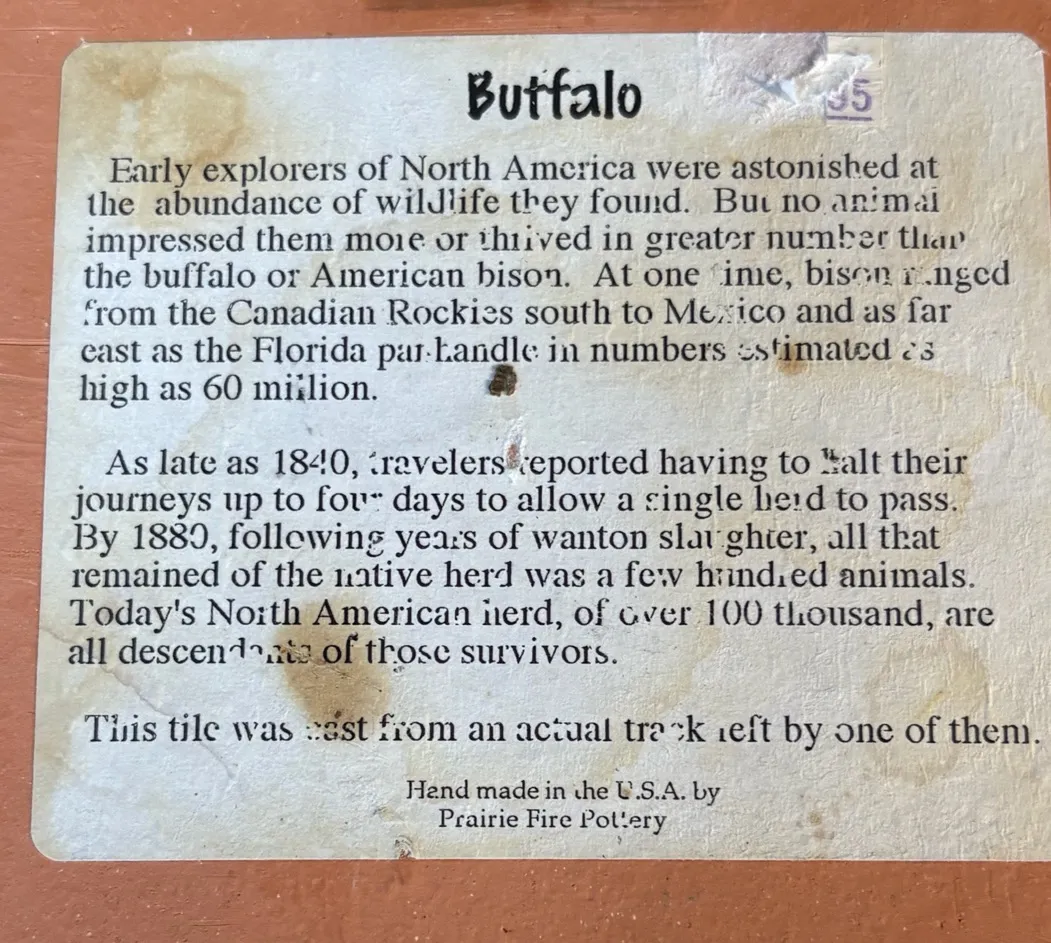 Buffalo
35
Early explorers of North America were astonished at
the abundance of wildlife they found. But no animal
impressed them more or thrived in greater number than
the buffalo or American bison. At one time, bison ranged
from the Canadian Rockies south to Mexico and as far
east as the Florida panhandle in numbers estimated as
high as 60 million.
As late as 1840, travelers reported having to halt their
journeys up to four days to allow a single herd to pass.
By 1880, following years of wanton slaughter, all that
remained of the native herd was a few hundred animals.
Today's North American herd, of over 100 thousand, are
all descendants of those survivors.
This tile was cast from an actual track left by one of them.
Hand made in the U.S.A. by
Prairie Fire Pottery